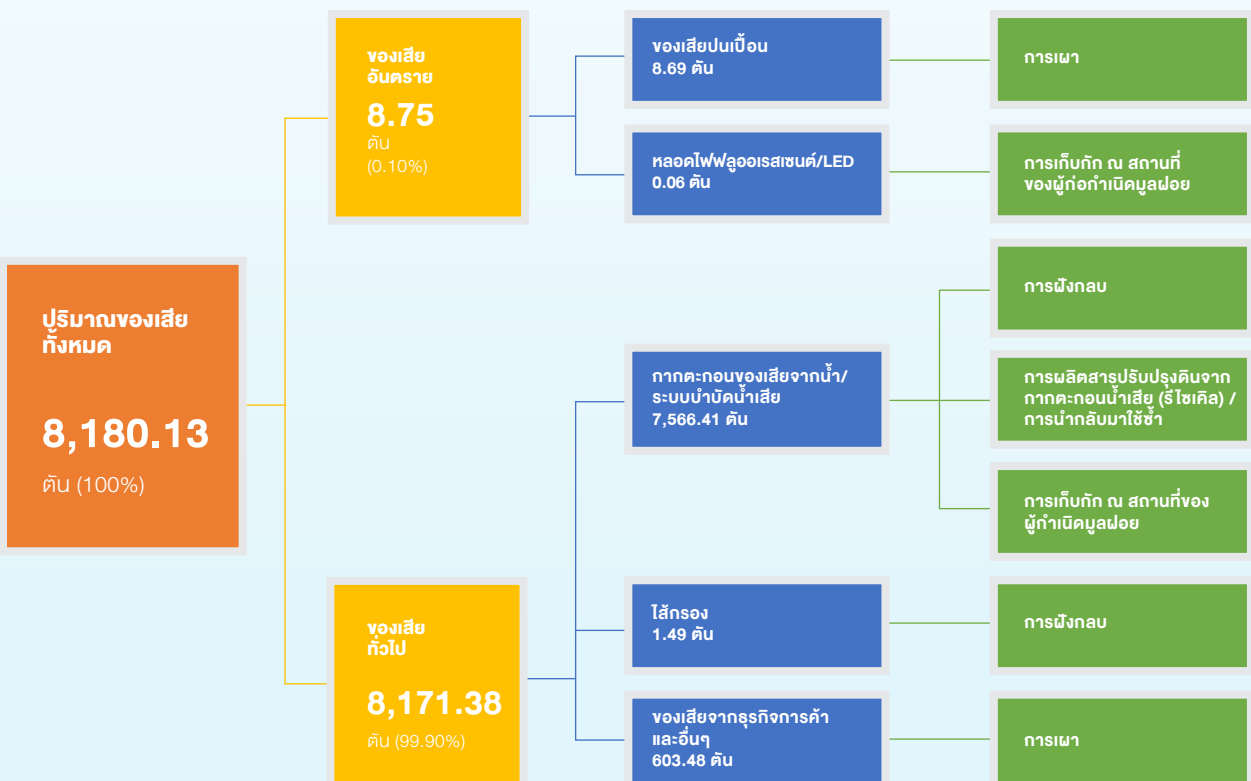 ปริมาณของเสีย
ทั้งหมด
8,180.13
ตัน (100%)
ของเสีย
อันตราย
8.75
ตัน
(0.10%)
ของเสียปนเปื้อน
8.69 ตัน
การเผา
หลอดไฟฟลูออเรสเซนต์/LED
0.06 ตัน
การเก็บกัก ณ สถานที่
ของผู้ก่อกำเนิดมูลฝอย
ของเสีย
ทั่วไป
8,171.38
ตัน (99.90%)
กากตะกอนของเสียจากน้ำ/
ระบบบำบัดน้ำเสีย
7,566.41 ตัน
การฝังกลบ
การผลิตสารปรับปรุงดินจาก
กากตะกอนน้ำเสีย (รีไซเคิล) /
การนำกลับมาใช้ซ้ำ
การเก็บกัก ณ สถานที่ของ
ผู้กำเนิดมูลฝอย
ไส้กรอง
1.49 ตัน
การฝังกลบ
ของเสียจากธุรกิจการค้า
และอื่นๆ
603.48 ตัน
การเผา